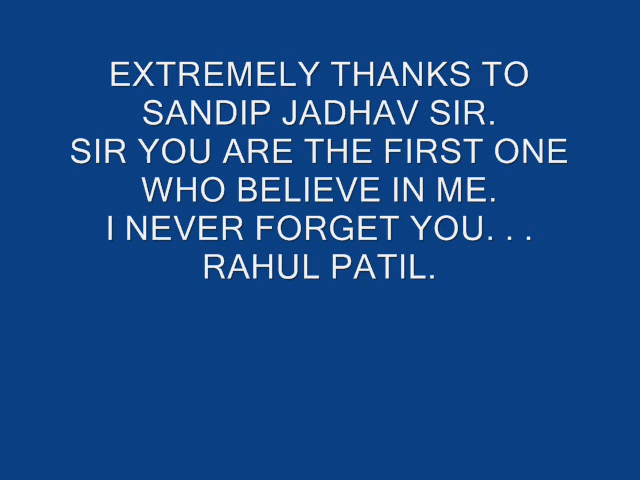 EXTREMELY THANKS TO
SANDIP JADHAV SIR.
SIR YOU ARE THE FIRST ONE
WHO BELIEVE IN ME.
I NEVER FORGET YOU. . .
RAHUL PATIL.